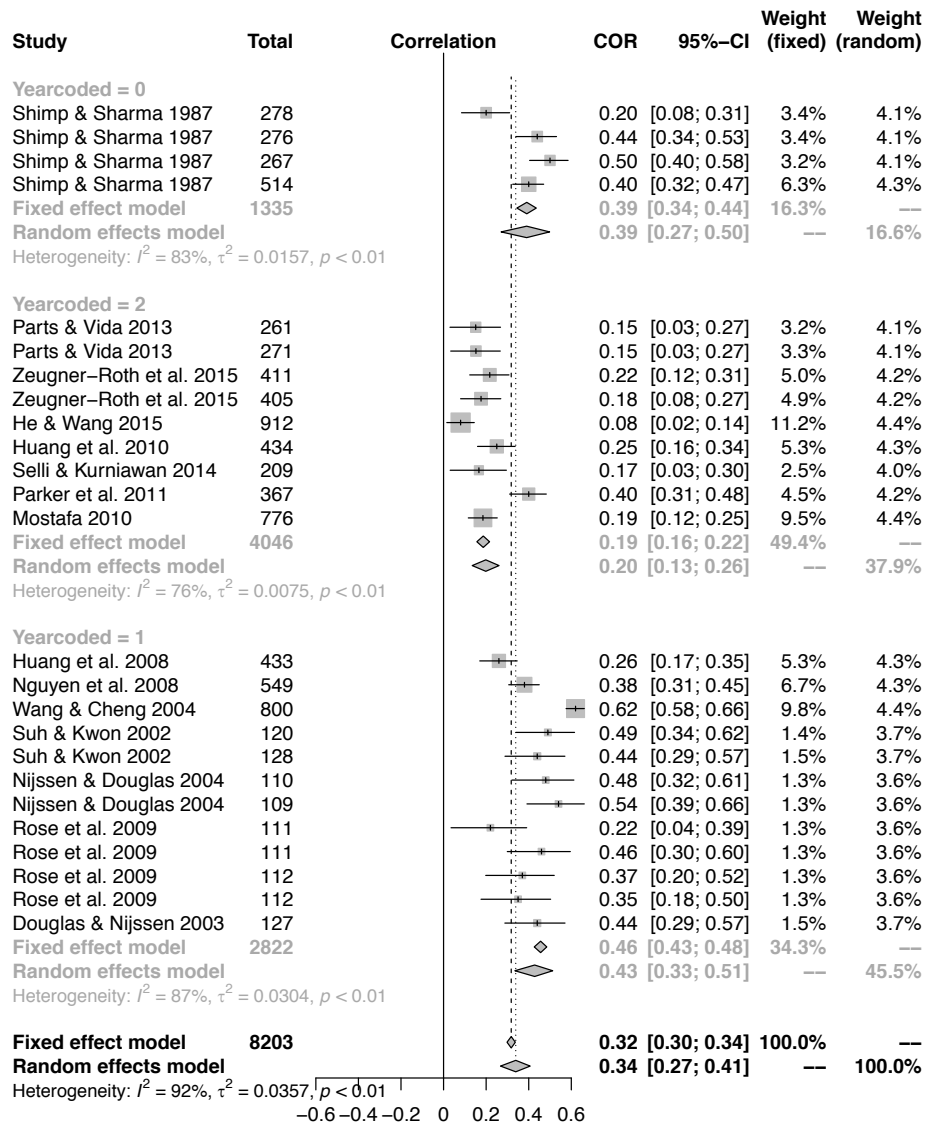 Weight Weight
Study Total Correlation COR 95%−CI (fixed) (random)
Yearcoded = 0
Shimp & Sharma 1987 278 0.20 [0.08; 0.31] 3.4% 4.1%
Shimp & Sharma 1987 276 0.44 [0.34; 0.53] 3.4% 4.1%
Shimp & Sharma 1987 267 0.50 [0.40; 0.58] 3.2% 4.1%
Shimp & Sharma 1987 514 0.40 [0.32; 0.47] 6.3% 4.3%
Fixed effect model 1335 0.39 [0.34; 0.44] 16.3% −−
Random effects model 0.39 [0.27; 0.50] −− 16.6%
Heterogeneity: I² = 83%, τ² = 0.0157, p < 0.01
Yearcoded = 2
Parts & Vida 2013 261 0.15 [0.03; 0.27] 3.2% 4.1%
Parts & Vida 2013 271 0.15 [0.03; 0.27] 3.3% 4.1%
Zeugner−Roth et al. 2015 411 0.22 [0.12; 0.31] 5.0% 4.2%
Zeugner−Roth et al. 2015 405 0.18 [0.08; 0.27] 4.9% 4.2%
He & Wang 2015 912 0.08 [0.02; 0.14] 11.2% 4.4%
Huang et al. 2010 434 0.25 [0.16; 0.34] 5.3% 4.3%
Selli & Kurniawan 2014 209 0.17 [0.03; 0.30] 2.5% 4.0%
Parker et al. 2011 367 0.40 [0.31; 0.48] 4.5% 4.2%
Mostafa 2010 776 0.19 [0.12; 0.25] 9.5% 4.4%
Fixed effect model 4046 0.19 [0.16; 0.22] 49.4% −−
Random effects model 0.20 [0.13; 0.26] −− 37.9%
Heterogeneity: I² = 76%, τ² = 0.0075, p < 0.01
Yearcoded = 1
Huang et al. 2008 433 0.26 [0.17; 0.35] 5.3% 4.3%
Nguyen et al. 2008 549 0.38 [0.31; 0.45] 6.7% 4.3%
Wang & Cheng 2004 800 0.62 [0.58; 0.66] 9.8% 4.4%
Suh & Kwon 2002 120 0.49 [0.34; 0.62] 1.4% 3.7%
Suh & Kwon 2002 128 0.44 [0.29; 0.57] 1.5% 3.7%
Nijssen & Douglas 2004 110 0.48 [0.32; 0.61] 1.3% 3.6%
Nijssen & Douglas 2004 109 0.54 [0.39; 0.66] 1.3% 3.6%
Rose et al. 2009 111 0.22 [0.04; 0.39] 1.3% 3.6%
Rose et al. 2009 111 0.46 [0.30; 0.60] 1.3% 3.6%
Rose et al. 2009 112 0.37 [0.20; 0.52] 1.3% 3.6%
Rose et al. 2009 112 0.35 [0.18; 0.50] 1.3% 3.6%
Douglas & Nijssen 2003 127 0.44 [0.29; 0.57] 1.5% 3.7%
Fixed effect model 2822 0.46 [0.43; 0.48] 34.3% −−
Random effects model 0.43 [0.33; 0.51] −− 45.5%
Heterogeneity: I² = 87%, τ² = 0.0304, p < 0.01
Fixed effect model 8203 0.32 [0.30; 0.34] 100.0% −−
Random effects model 0.34 [0.27; 0.41] −− 100.0%
Heterogeneity: I² = 92%, τ² = 0.0357, p < 0.01
−0.6 −0.4 −0.2 0 0.2 0.4 0.6